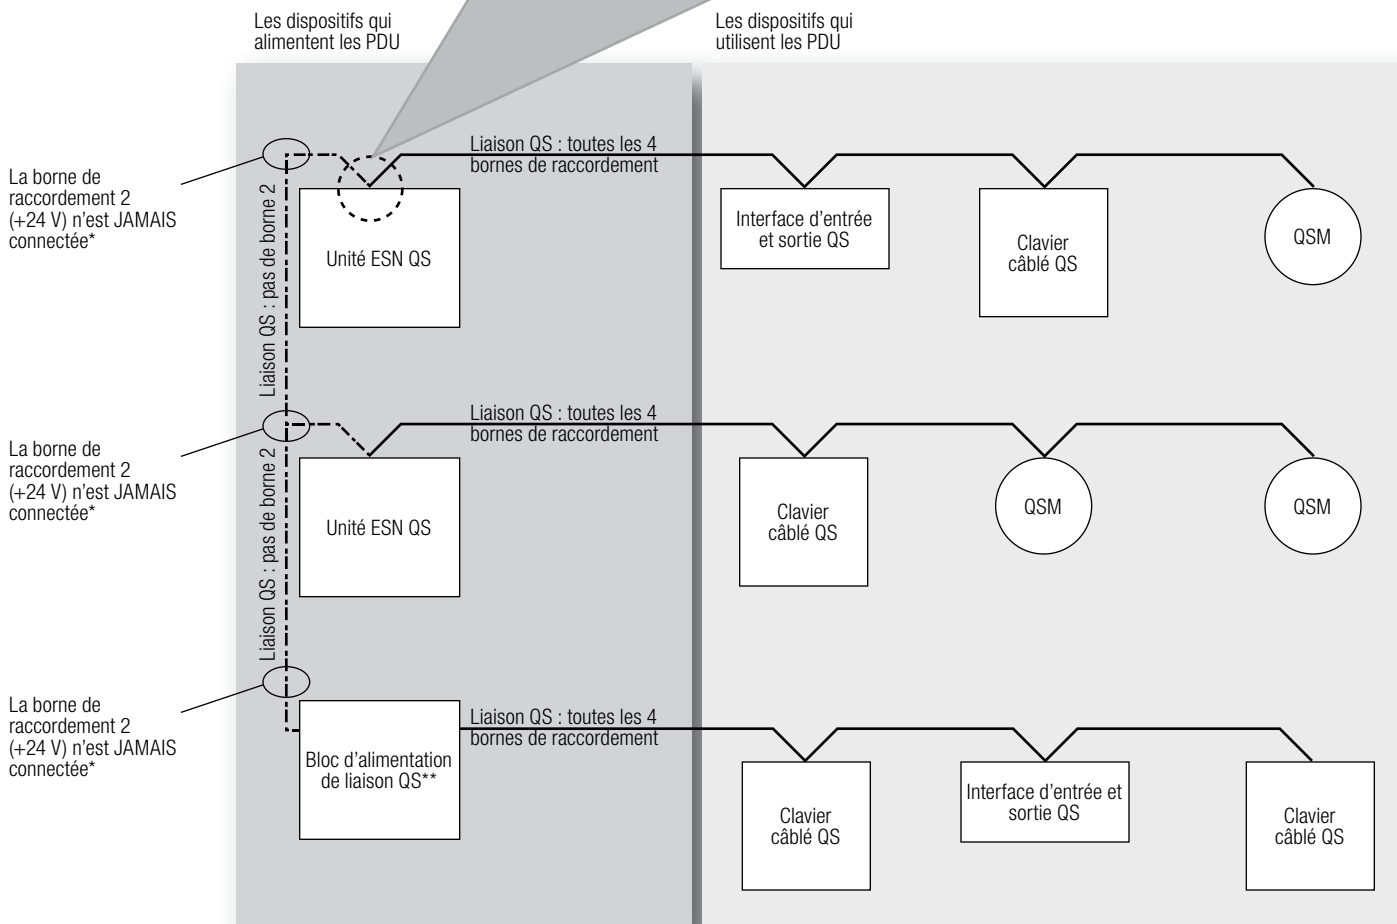 Les dispositifs qui
alimentent les PDU
Les dispositifs qui
utilisent les PDU
La borne de
raccordement 2
(+24 V) n'est JAMAIS
connectée*
Liaison QS : pas de borne 2
Liaison QS : toutes les 4
bornes de raccordement
Unité ESN QS
Interface d'entrée
et sortie QS
Clavier
câblé QS
QSM
La borne de
raccordement 2
(+24 V) n'est JAMAIS
connectée*
Liaison QS : pas de borne 2
Liaison QS : toutes les 4
bornes de raccordement
Unité ESN QS
Clavier
câblé QS
QSM
QSM
La borne de
raccordement 2
(+24 V) n'est JAMAIS
connectée*
Liaison QS : toutes les 4
bornes de raccordement
Bloc d'alimentation
de liaison QS**
Clavier
câblé QS
Interface d'entrée et
sortie QS
Clavier
câblé QS